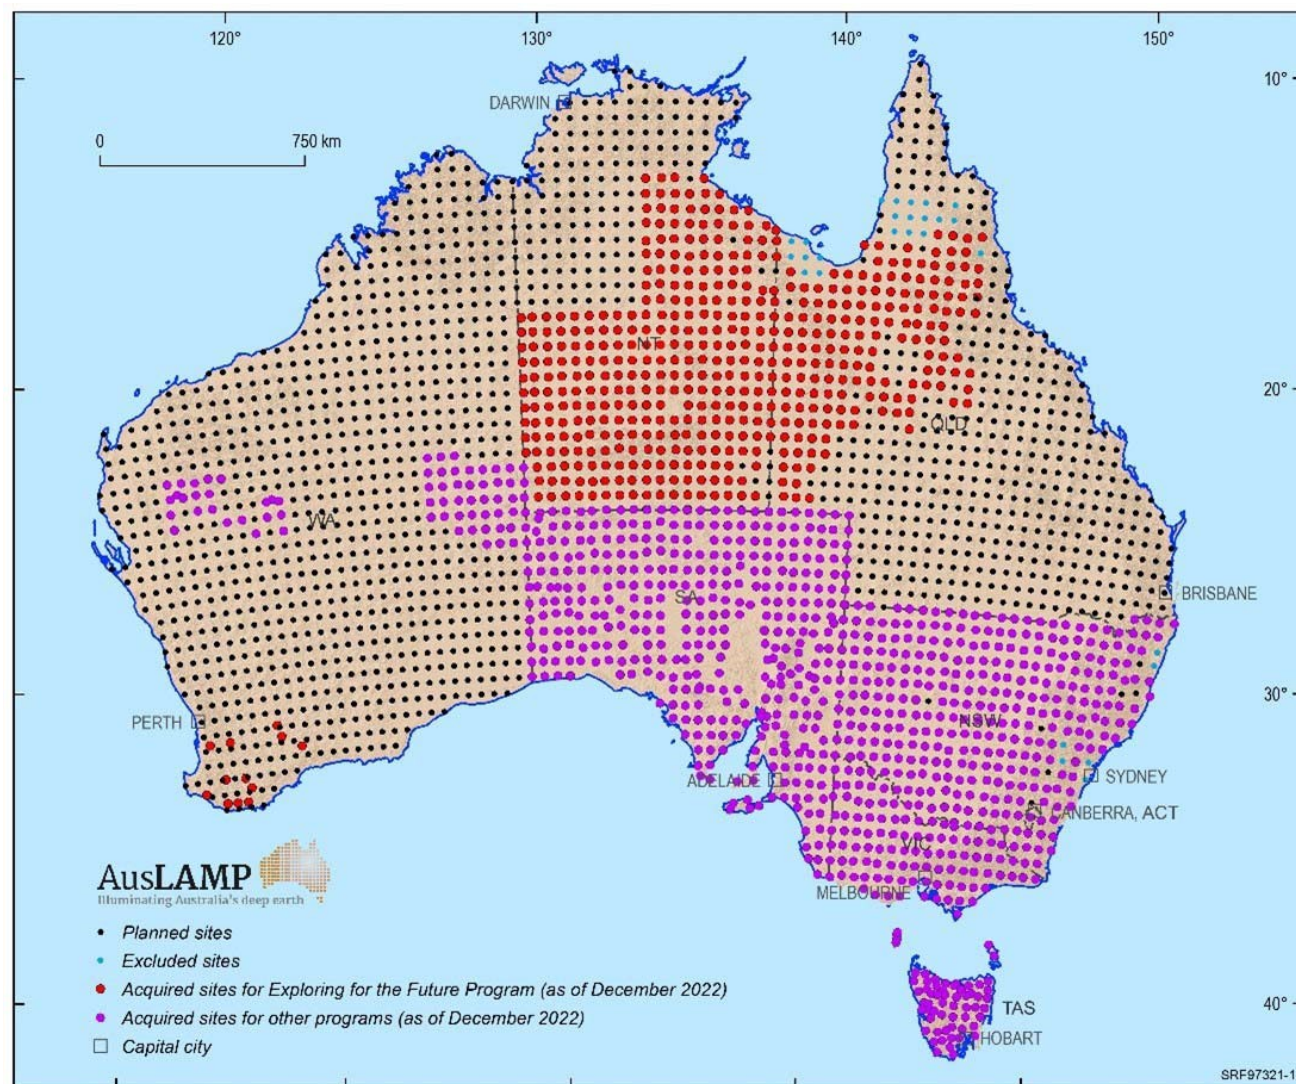 120° 130° 140° 150°
10°
DARWIN
0 750 km
NT
20°
QLD
WA
BRISBANE
SA
30°
PERTH
NSW
ADELAIDE
SYDNEY
CANBERRA, ACT
VIC
AusLAMP
Illuminating Australia's deep earth
MELBOURNE
Planned sites
Excluded sites
Acquired sites for Exploring for the Future Program (as of December 2022)
Acquired sites for other programs (as of December 2022)
Capital city
TAS
40°
HOBART
SRF97321-1